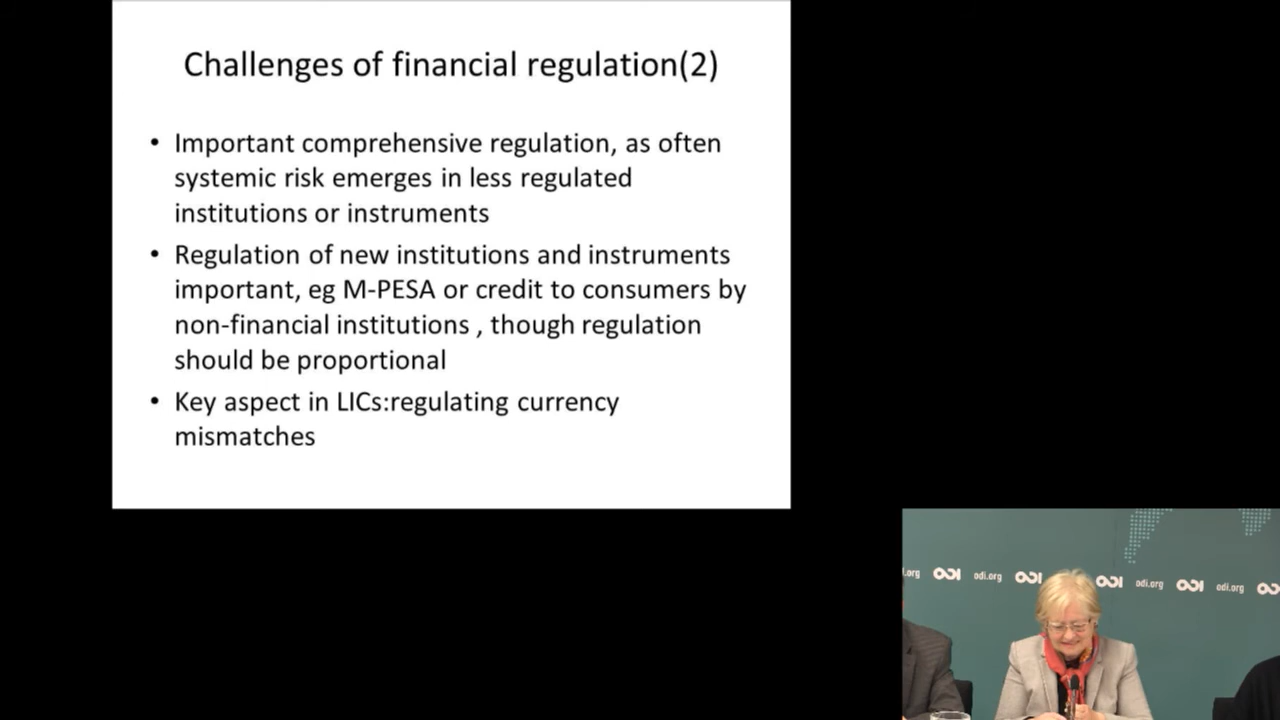 Challenges of financial regulation(2)
• Important comprehensive regulation, as often
systemic risk emerges in less regulated
institutions or instruments
• Regulation of new institutions and instruments
important, eg M-PESA or credit to consumers by
non-financial institutions , though regulation
should be proportional
• Key aspect in LICs:regulating currency
mismatches
.org ODI odi.org ODI ODI odi.org ODI odi.org